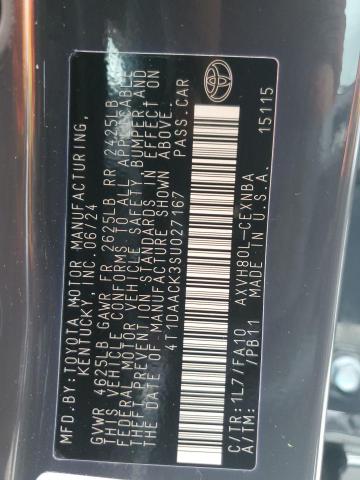 MFD.BY:TOYOTA MOTOR MANUFACTURING,
KENTUCKY, INC. 06/24
GVWR 4625LB GAWR FR 2625LB RR 2425LB
THIS VEHICLE CONFORMS TO ALL APPLICABLE
FEDERAL MOTOR VEHICLE SAFETY, BUMPER, AND
THEFT PREVENTION STANDARDS IN EFFECT ON
THE DATE OF MANUFACTURE SHOWN ABOVE.
4T1DAACK3SU027167 PASS.CAR
C/TR:1L7/FA10 AXVH80L-CEXNBA
A/TM: /PB11 MADE IN U.S.A.
15115